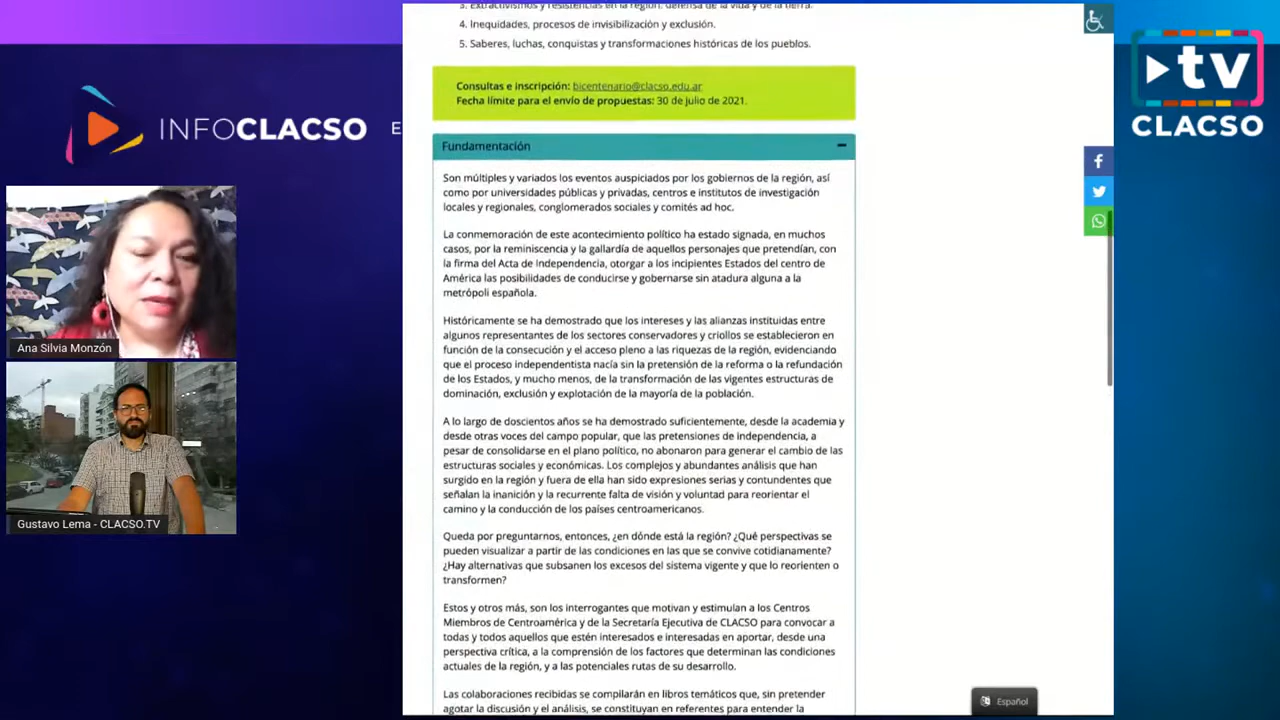 3. Extractivismos y resistencias en la región: defensa de la vida y de la tierra.
4. Inequidades, procesos de invisibilización y exclusión.
5. Saberes, luchas, conquistas y transformaciones históricas de los pueblos.
Consultas e inscripción: bicentenario@clacso.edu.ar
Fecha límite para el envío de propuestas: 30 de julio de 2021.
Fundamentación
Son múltiples y variados los eventos auspiciados por los gobiernos de la región, así
como por universidades públicas y privadas, centros e institutos de investigación
locales y regionales, conglomerados sociales y comités ad hoc.
La conmemoración de este acontecimiento político ha estado signada, en muchos
casos, por la reminiscencia y la gallardía de aquellos personajes que pretendían, con
la firma del Acta de Independencia, otorgar a los incipientes Estados del centro de
América las posibilidades de conducirse y gobernarse sin atadura alguna a la
metrópoli española.
Históricamente se ha demostrado que los intereses y las alianzas instituidas entre
algunos representantes de los sectores conservadores y criollos se establecieron en
función de la consecución y el acceso pleno a las riquezas de la región, evidenciando
que el proceso independentista nacía sin la pretensión de la reforma o la refundación
de los Estados, y mucho menos, de la transformación de las vigentes estructuras de
dominación, exclusión y explotación de la mayoría de la población.
A lo largo de doscientos años se ha demostrado suficientemente, desde la academia y
desde otras voces del campo popular, que las pretensiones de independencia, a
pesar de consolidarse en el plano político, no abonaron para generar el cambio de las
estructuras sociales y económicas. Los complejos y abundantes análisis que han
surgido en la región y fuera de ella han sido expresiones serias y contundentes que
señalan la inanición y la recurrente falta de visión y voluntad para reorientar el
camino y la conducción de los países centroamericanos.
Queda por preguntarnos, entonces, ¿en dónde está la región? ¿Qué perspectivas se
pueden visualizar a partir de las condiciones en las que se convive cotidianamente?
¿Hay alternativas que subsanen los excesos del sistema vigente y que lo reorienten o
transformen?
Estos y otros más, son los interrogantes que motivan y estimulan a los Centros
Miembros de Centroamérica y de la Secretaría Ejecutiva de CLACSO para convocar a
todas y todos aquellos que estén interesados e interesadas en aportar, desde una
perspectiva crítica, a la comprensión de los factores que determinan las condiciones
actuales de la región, y a las potenciales rutas de su desarrollo.
Las colaboraciones recibidas se compilarán en libros temáticos que, sin pretender
agotar la discusión y el análisis, se constituyan en referentes para entender la
INFOCLACSO
E
Ana Silvia Monzón
Gustavo Lema - CLACSO.TV
tv
CLACSO
Español